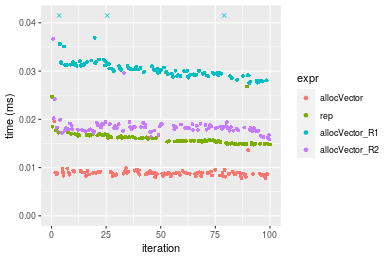 0.04
0.03
0.02
0.01
0.00
time (ms)
0
25
50
75
100
iteration
expr
allocVector
rep
allocVector_R1
allocVector_R2